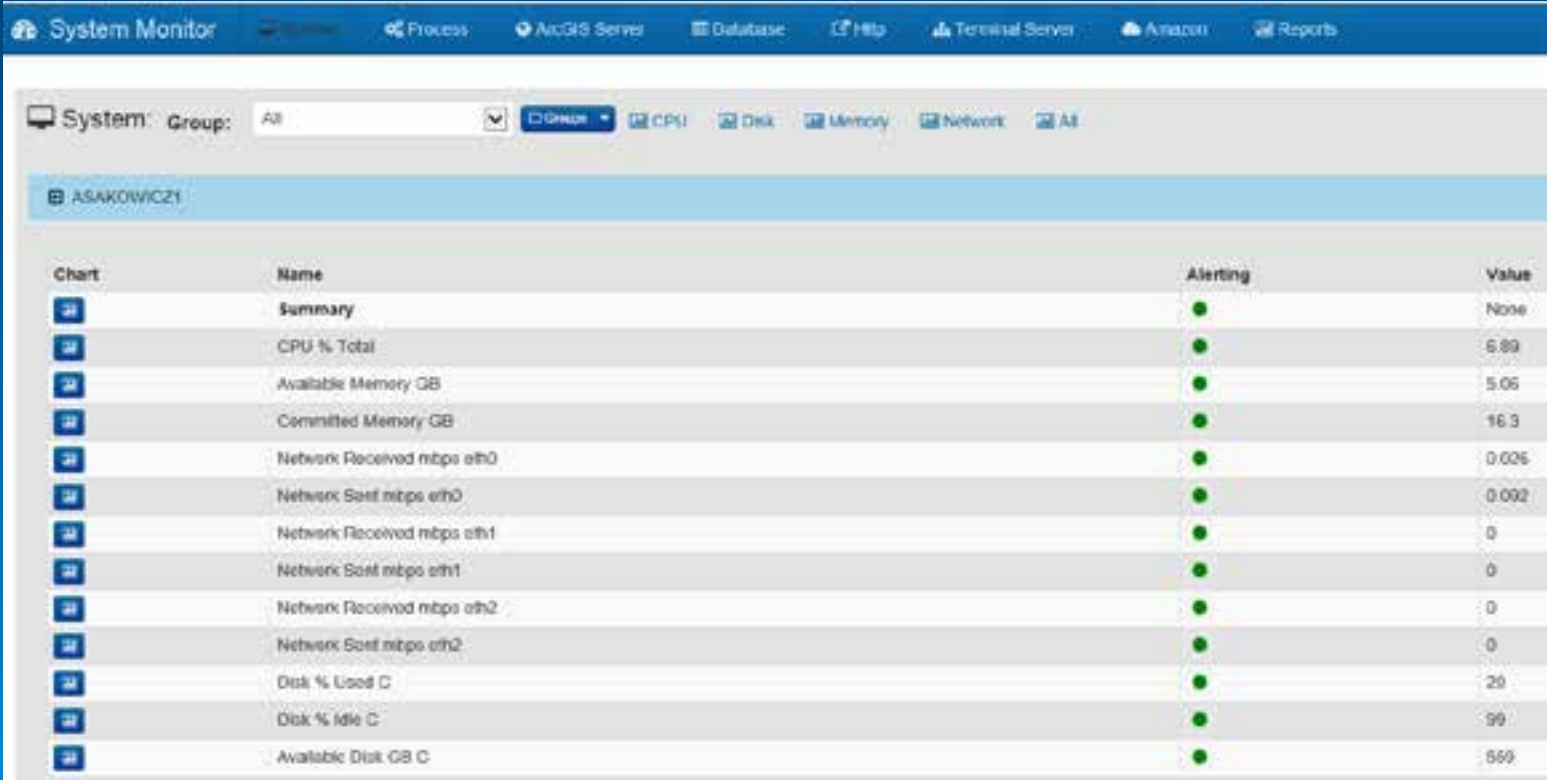 System Monitor Process ArcGIS Server Database Http Terminal Server Amazon Reports
System: Group: All Groups CPU Disk Memory Network All
ASAKOWICZ1
Chart Name Alerting Value
Summary None
CPU % Total 6.89
Available Memory GB 5.06
Committed Memory GB 16.3
Network Received mbps eth0 0.026
Network Sent mbps eth0 0.092
Network Received mbps eth1 0
Network Sent mbps eth1 0
Network Received mbps eth2 0
Network Sent mbps eth2 0
Disk % Used C 20
Disk % Idle C 99
Available Disk GB C